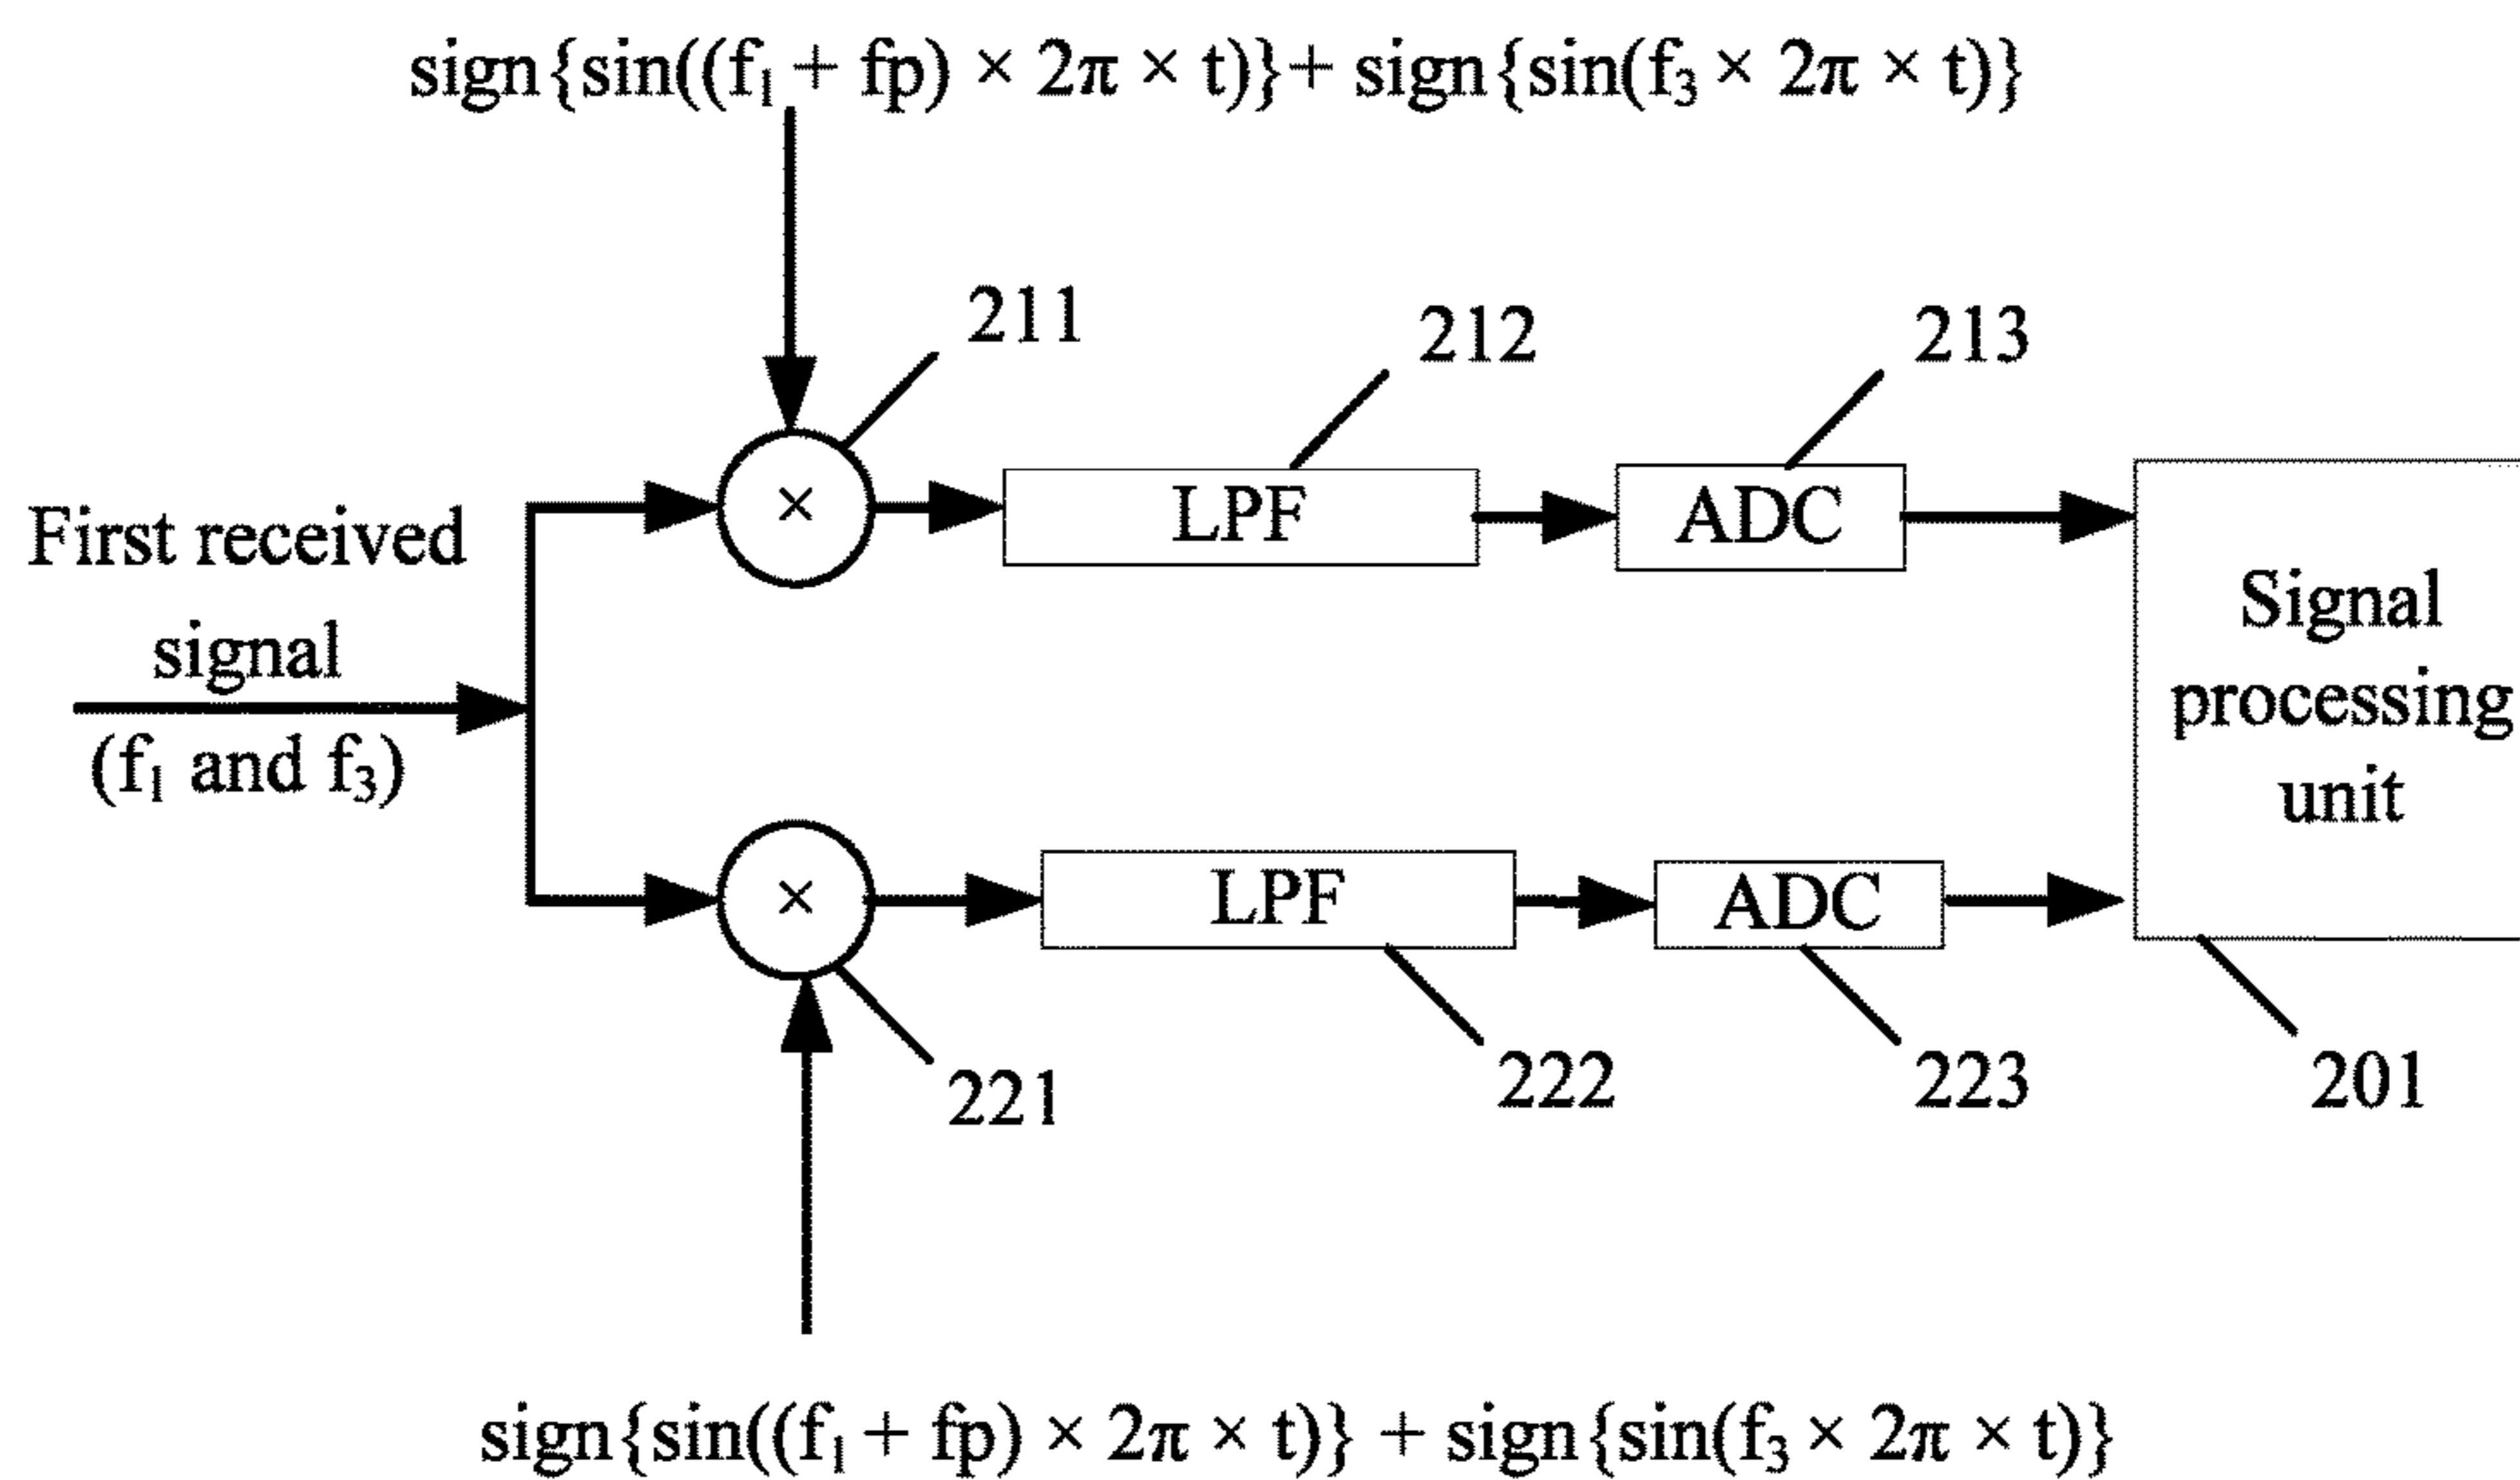 sign{sin((f₁ + fp) × 2π × t)}+ sign{sin(f₃ × 2π × t)}
211
212
213
First received
signal
(f₁ and f₃)
×
LPF
ADC
Signal
processing
unit
×
LPF
ADC
221
222
223
201
sign{sin((f₁ + fp) × 2π × t)} + sign{sin(f₃ × 2π × t)}